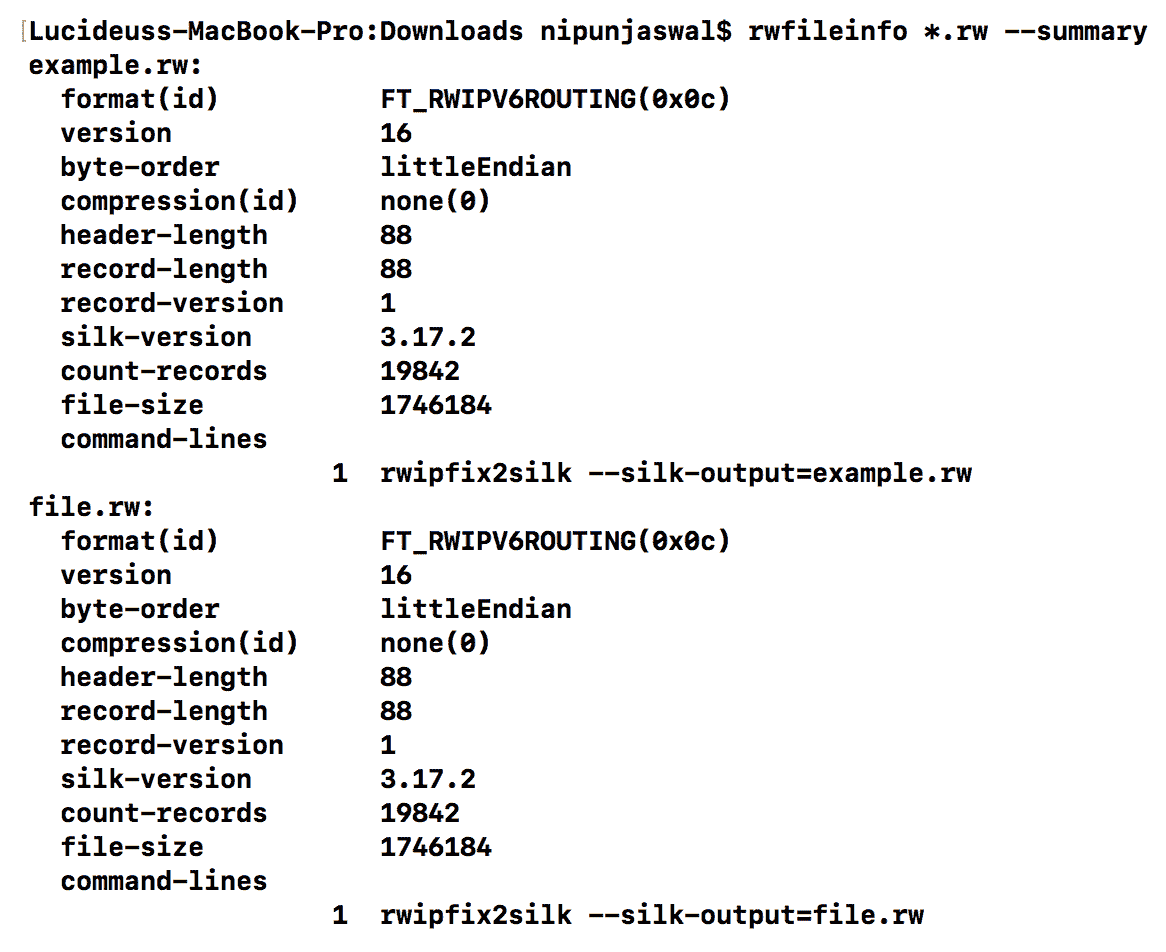 [Lucideuss-MacBook-Pro:Downloads nipunjaswal$ rwfileinfo *.rw --summary
example.rw:
  format(id)          FT_RWIPV6ROUTING(0x0c)
  version             16
  byte-order          littleEndian
  compression(id)     none(0)
  header-length       88
  record-length       88
  record-version      1
  silk-version        3.17.2
  count-records       19842
  file-size           1746184
  command-lines
                   1  rwipfix2silk --silk-output=example.rw
file.rw:
  format(id)          FT_RWIPV6ROUTING(0x0c)
  version             16
  byte-order          littleEndian
  compression(id)     none(0)
  header-length       88
  record-length       88
  record-version      1
  silk-version        3.17.2
  count-records       19842
  file-size           1746184
  command-lines
                   1  rwipfix2silk --silk-output=file.rw